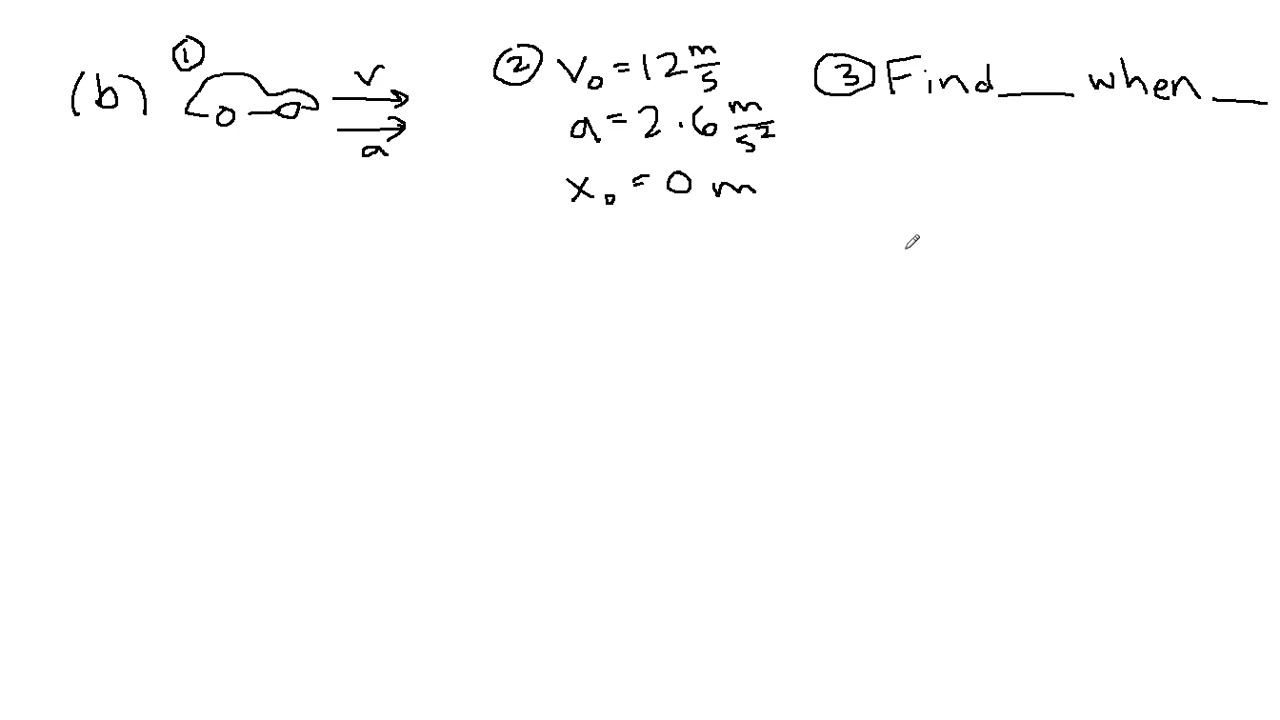 (b) ① v
a
② v₀ = 12 m/s
a = 2.6 m/s²
x₀ = 0 m
③ Find ___ when ___